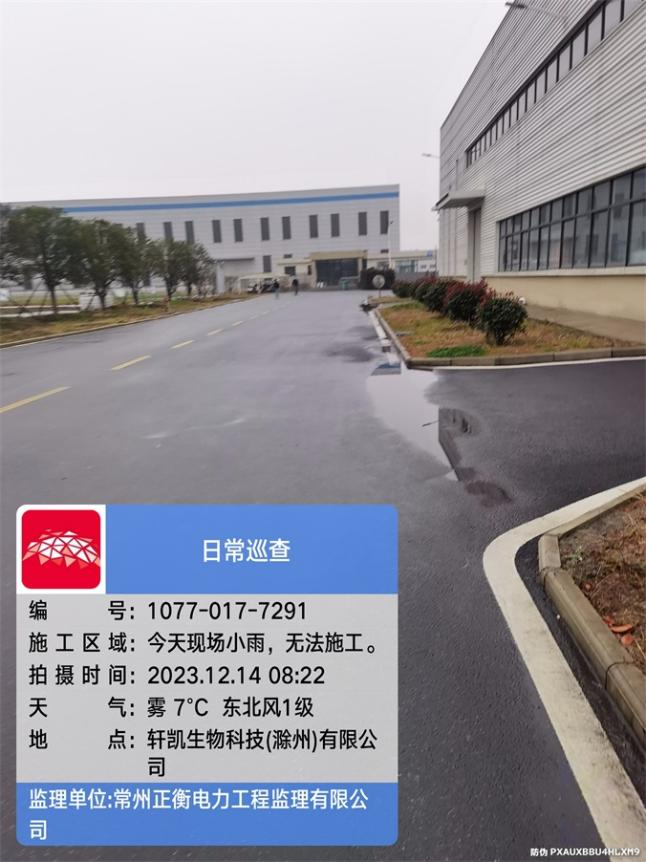 日常巡查
编号：1077-017-7291
施工区域：今天现场小雨，无法施工。
拍摄时间：2023.12.14 08:22
天气：雾 7°C 东北风1级
地点：轩凯生物科技(滁州)有限公
司
监理单位:常州正衡电力工程监理有限公
司
防伪 PXAUXBBU4HLXM9